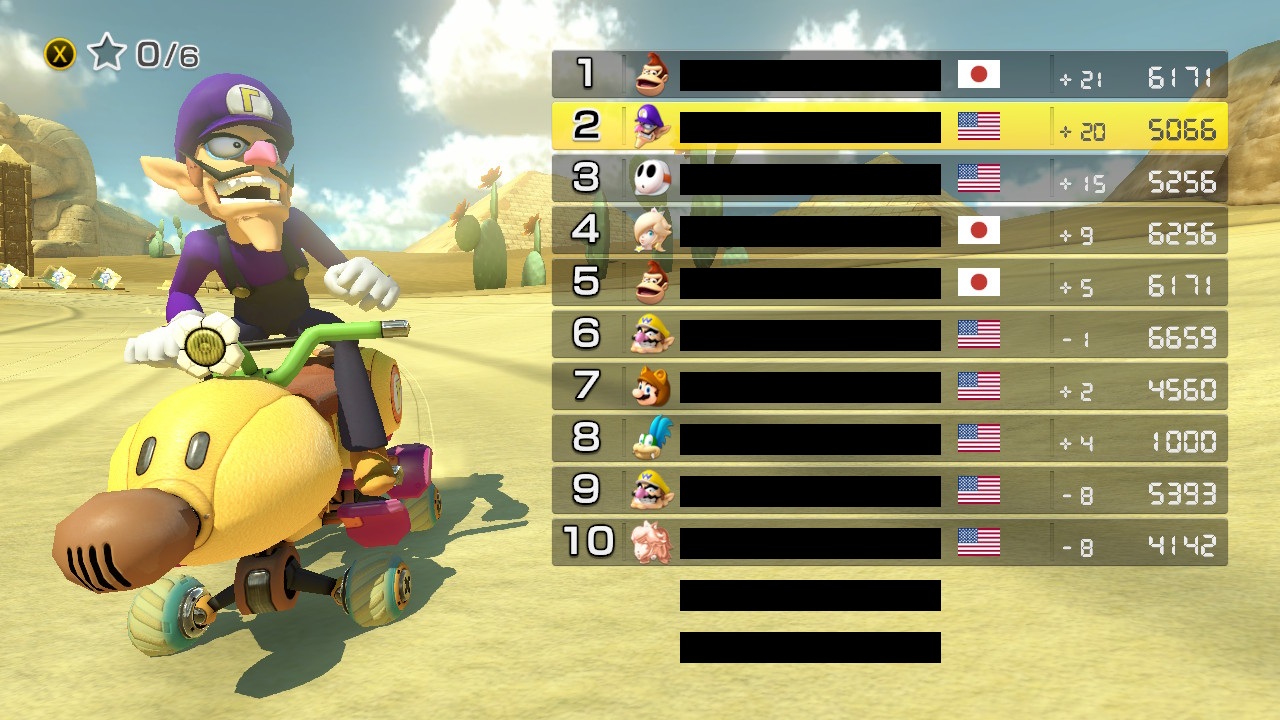 X 0/6
1 + 21 6171
2 + 20 5066
3 + 15 5256
4 + 9 6256
5 + 5 6171
6 - 1 6659
7 + 2 4560
8 + 4 1000
9 - 8 5393
10 - 8 4142